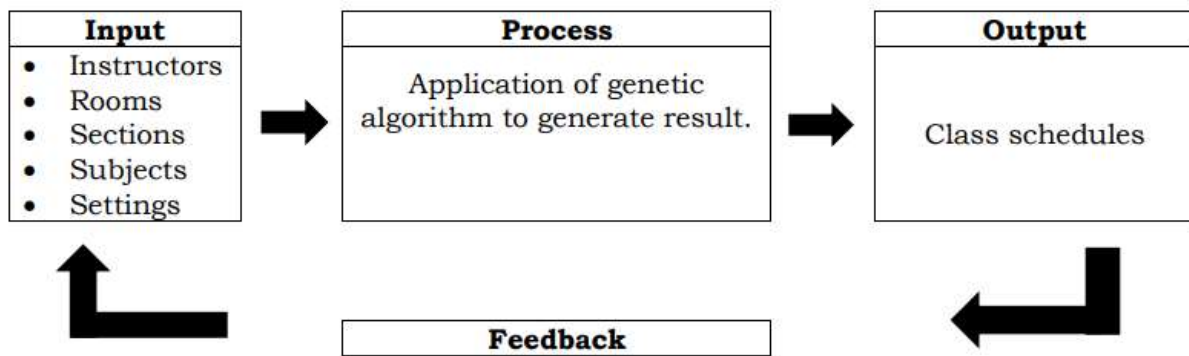 Input
• Instructors
• Rooms
• Sections
• Subjects
• Settings
Process
Application of genetic
algorithm to generate result.
Output
Class schedules
Feedback